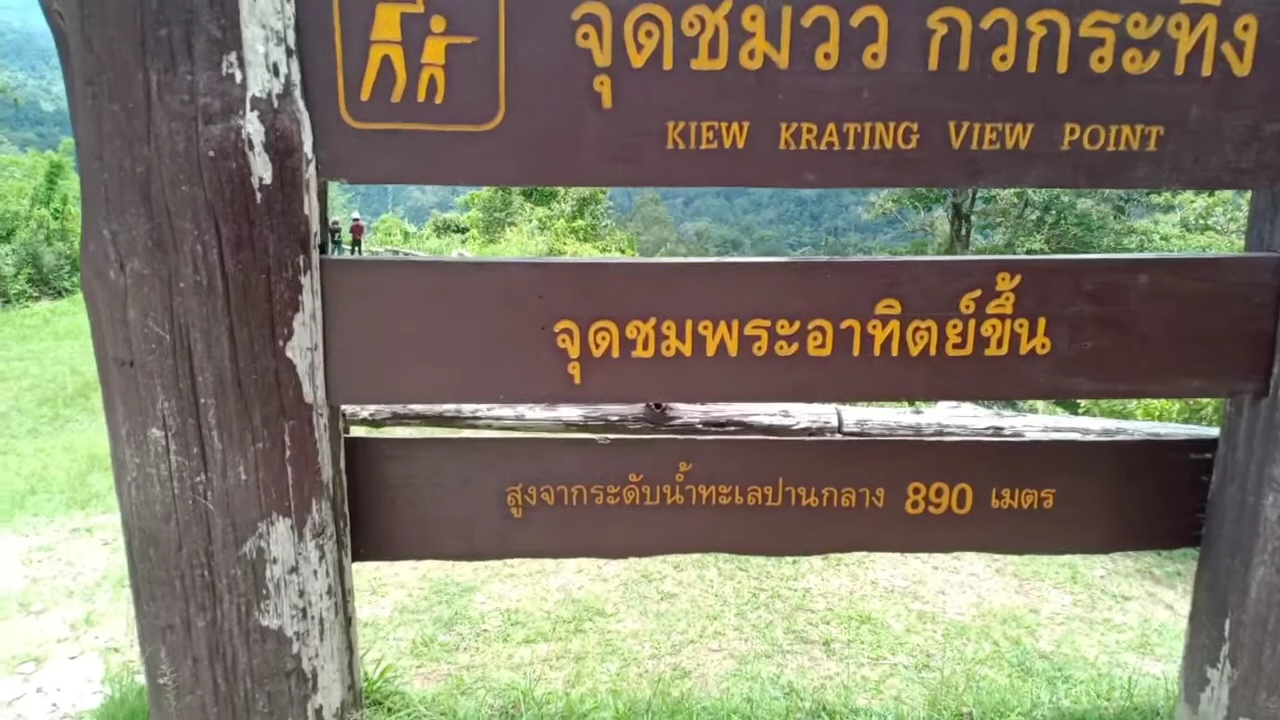 จุดชมวิว กิ่วกระทิง
KIEW KRATING VIEW POINT
จุดชมพระอาทิตย์ขึ้น
สูงจากระดับน้ำทะเลปานกลาง 890 เมตร